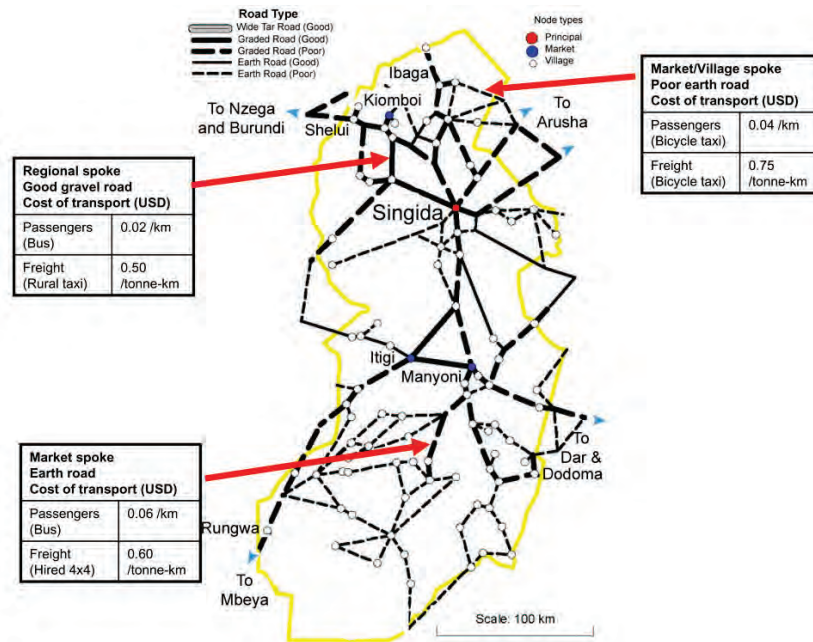 Road Type
Wide Tar Road (Good)
Graded Road (Good)
Graded Road (Poor)
Earth Road (Good)
Earth Road (Poor)
Node types
Principal
Market
Village
Ibaga
Kiomboi
To Nzega
and Burundi
Shelui
To
Arusha
Market/Village spoke
Poor earth road
Cost of transport (USD)
Passengers
(Bicycle taxi)
0.04 /km
Freight
(Bicycle taxi)
0.75
/tonne-km
Regional spoke
Good gravel road
Cost of transport (USD)
Passengers
(Bus)
0.02 /km
Freight
(Rural taxi)
0.50
/tonne-km
Singida
Itigi
Manyoni
Market spoke
Earth road
Cost of transport (USD)
Passengers
(Bus)
0.06 /km
Freight
(Hired 4x4)
0.60
/tonne-km
To
Dar &
Dodoma
Rungwa
To
Mbeya
Scale: 100 km